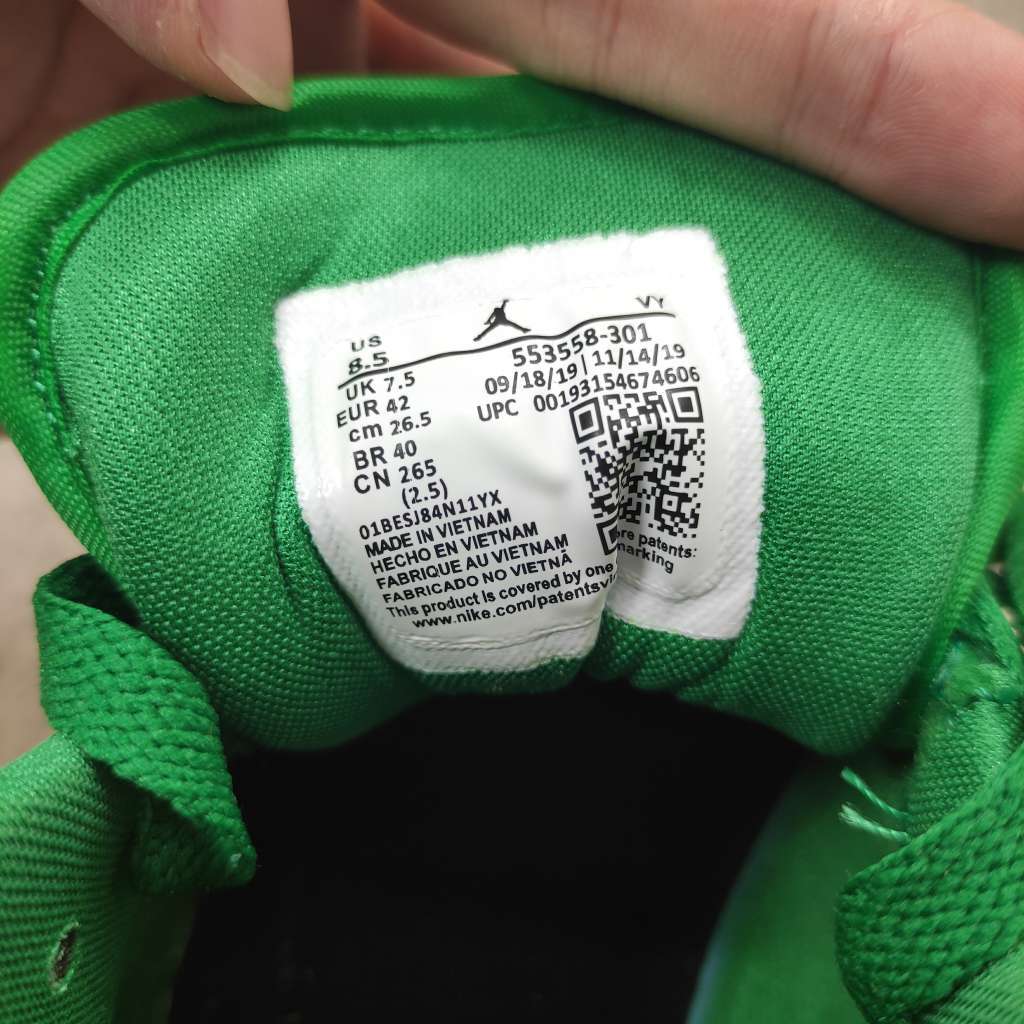 US
8.5
UK 7.5
EUR 42
cm 26.5
BR 40
CN 265
(2.5)
VY
553558-301
09/18/19 | 11/14/19
UPC 00193154674606
01BESJ84N11YX
MADE IN VIETNAM
HECHO EN VIETNAM
FABRIQUE AU VIETNAM
FABRICADO NO VIETNÃ
This product is covered by one re patents:
www.nike.com/patents marking